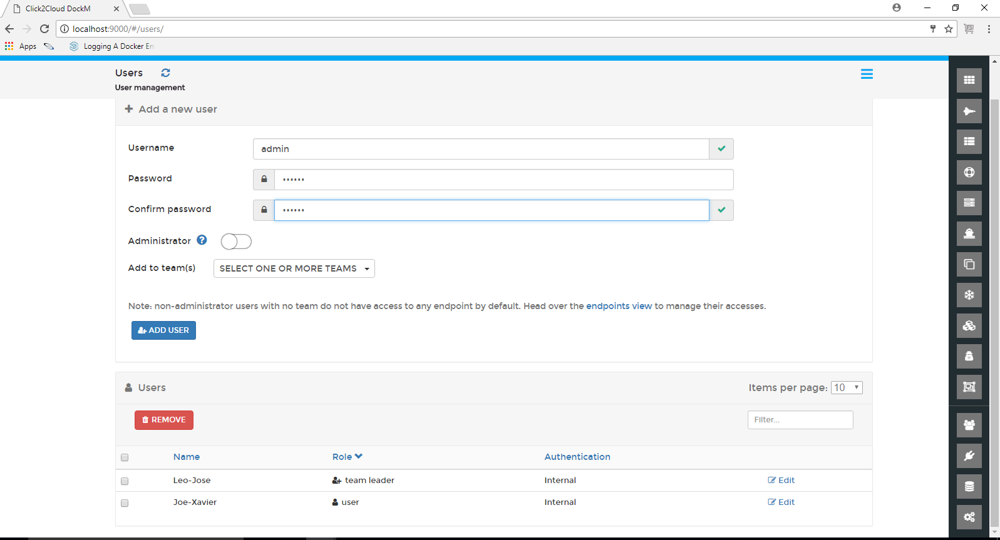 Click2Cloud DockM
localhost:9000/#/users/
Apps
Logging A Docker En
Users
User management
Add a new user
Username
admin
Password
••••••
Confirm password
••••••
Administrator
Add to team(s)
SELECT ONE OR MORE TEAMS
Note: non-administrator users with no team do not have access to any endpoint by default. Head over the endpoints view to manage their accesses.
ADD USER
Users
Items per page: 10
REMOVE
Filter...
Name Role Authentication
Leo-Jose team leader Internal Edit
Joe-Xavier user Internal Edit